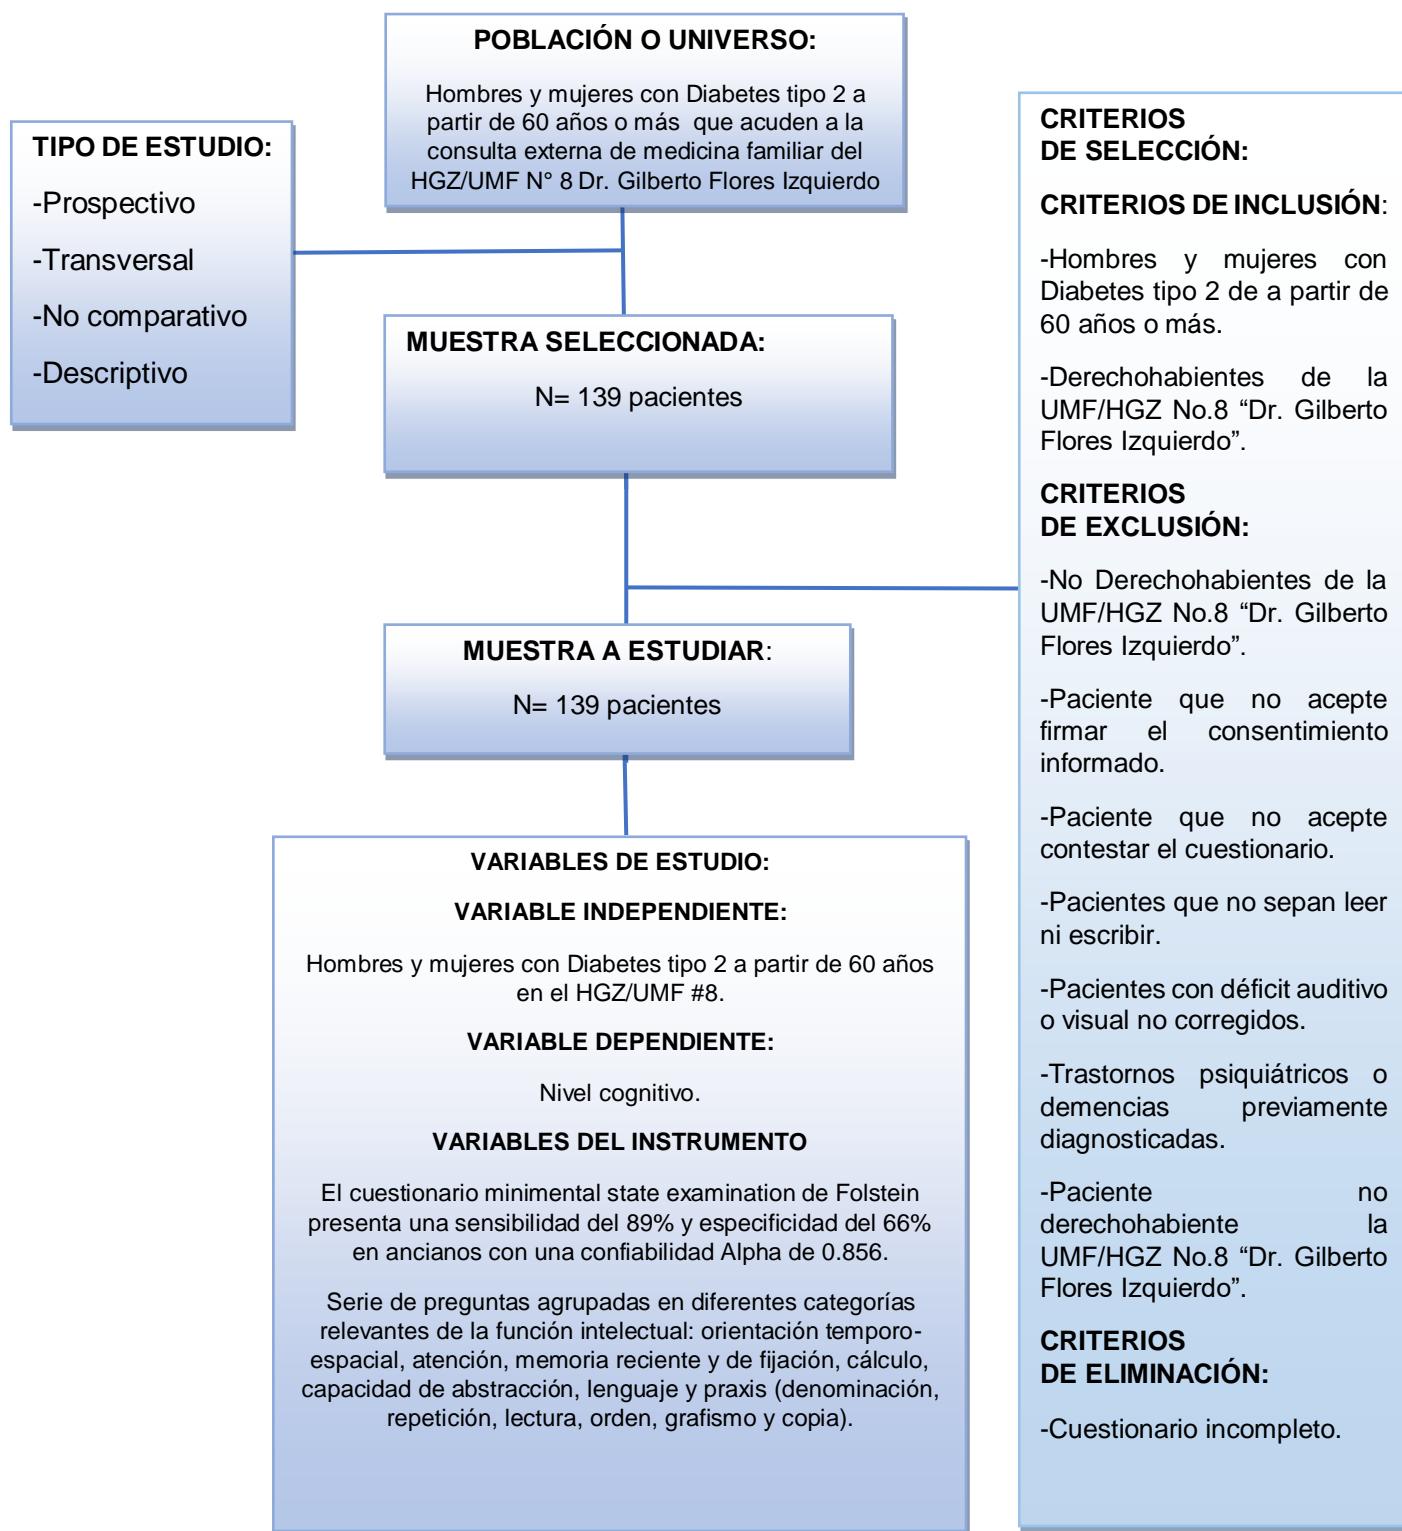 POBLACIÓN O UNIVERSO:
Hombres y mujeres con Diabetes tipo 2 a
partir de 60 años o más que acuden a la
consulta externa de medicina familiar del
HGZ/UMF N° 8 Dr. Gilberto Flores Izquierdo
TIPO DE ESTUDIO:
-Prospectivo
-Transversal
-No comparativo
-Descriptivo
MUESTRA SELECCIONADA:
N= 139 pacientes
MUESTRA A ESTUDIAR:
N= 139 pacientes
VARIABLES DE ESTUDIO:
VARIABLE INDEPENDIENTE:
Hombres y mujeres con Diabetes tipo 2 a partir de 60 años
en el HGZ/UMF #8.
VARIABLE DEPENDIENTE:
Nivel cognitivo.
VARIABLES DEL INSTRUMENTO
El cuestionario minimental state examination de Folstein
presenta una sensibilidad del 89% y especificidad del 66%
en ancianos con una confiabilidad Alpha de 0.856.
Serie de preguntas agrupadas en diferentes categorías
relevantes de la función intelectual: orientación temporo-
espacial, atención, memoria reciente y de fijación, cálculo,
capacidad de abstracción, lenguaje y praxis (denominación,
repetición, lectura, orden, grafismo y copia).
CRITERIOS
DE SELECCIÓN:
CRITERIOS DE INCLUSIÓN:
-Hombres y mujeres con
Diabetes tipo 2 de a partir de
60 años o más.
-Derechohabientes de la
UMF/HGZ No.8 “Dr. Gilberto
Flores Izquierdo”.
CRITERIOS
DE EXCLUSIÓN:
-No Derechohabientes de la
UMF/HGZ No.8 “Dr. Gilberto
Flores Izquierdo”.
-Paciente que no acepte
firmar el consentimiento
informado.
-Paciente que no acepte
contestar el cuestionario.
-Pacientes que no sepan leer
ni escribir.
-Pacientes con déficit auditivo
o visual no corregidos.
-Trastornos psiquiátricos o
demencias previamente
diagnosticadas.
-Paciente no
derechohabiente la
UMF/HGZ No.8 “Dr. Gilberto
Flores Izquierdo”.
CRITERIOS
DE ELIMINACIÓN:
-Cuestionario incompleto.